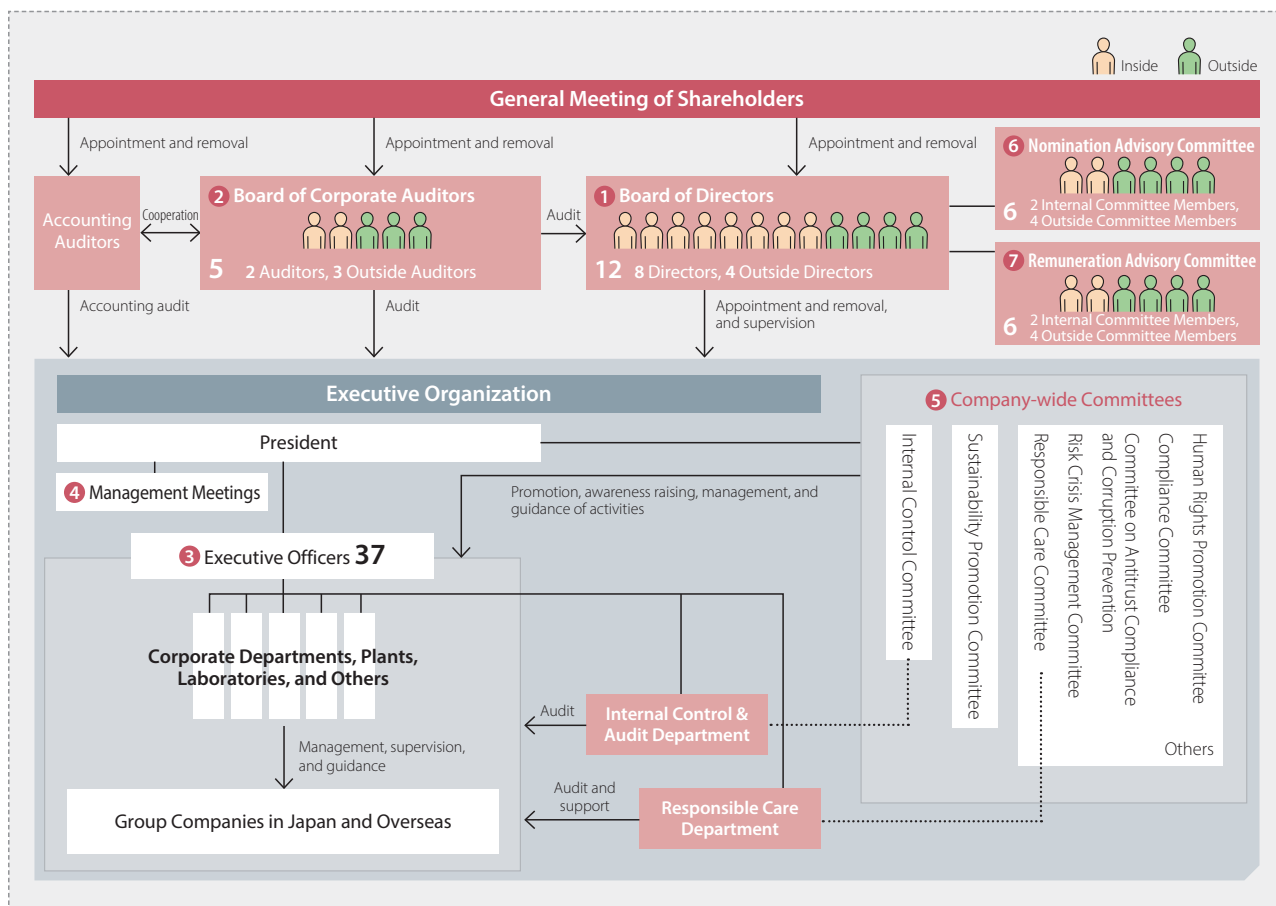 Inside
Outside
General Meeting of Shareholders
Appointment and removal
Appointment and removal
Appointment and removal
Accounting
Auditors
Cooperation
2 Board of Corporate Auditors
5
2 Auditors, 3 Outside Auditors
Audit
1 Board of Directors
12
8 Directors, 4 Outside Directors
6 Nomination Advisory Committee
6
2 Internal Committee Members,
4 Outside Committee Members
7 Remuneration Advisory Committee
6
2 Internal Committee Members,
4 Outside Committee Members
Accounting audit
Audit
Appointment and removal,
and supervision
Executive Organization
President
4 Management Meetings
Promotion, awareness raising, management, and
guidance of activities
3 Executive Officers 37
Corporate Departments, Plants,
Laboratories, and Others
Management, supervision,
and guidance
Group Companies in Japan and Overseas
Audit
Internal Control &
Audit Department
Audit and
support
Responsible Care
Department
5 Company-wide Committees
Internal Control Committee
Sustainability Promotion Committee
Responsible Care Committee
Risk Crisis Management Committee
Committee on Antitrust Compliance
and Corruption Prevention
Compliance Committee
Human Rights Promotion Committee
Others